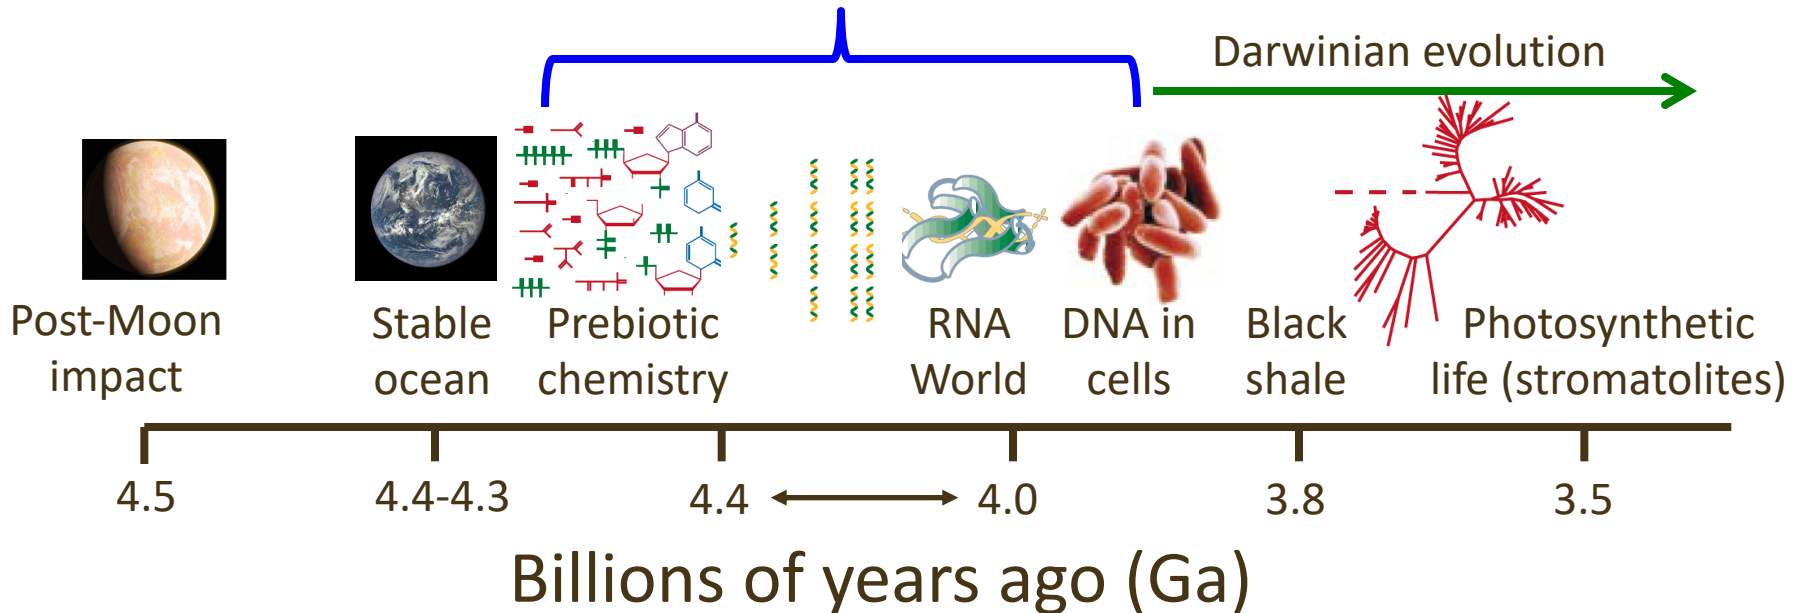 Darwinian evolution
Post-Moon
impact
Stable
ocean
Prebiotic
chemistry
RNA
World
DNA in
cells
Black
shale
Photosynthetic
life (stromatolites)
4.5
4.4-4.3
4.4
4.0
3.8
3.5
Billions of years ago (Ga)